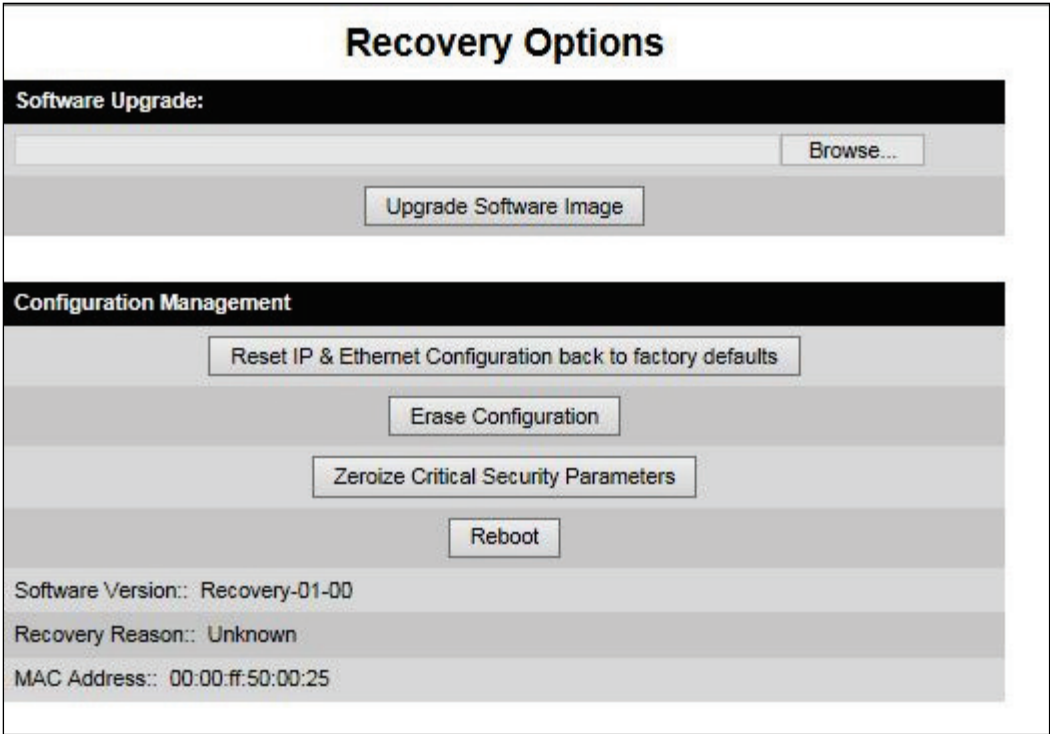 Recovery Options
Software Upgrade:
Browse...
Upgrade Software Image
Configuration Management
Reset IP & Ethernet Configuration back to factory defaults
Erase Configuration
Zeroize Critical Security Parameters
Reboot
Software Version:: Recovery-01-00
Recovery Reason:: Unknown
MAC Address:: 00:00:ff:50:00:25